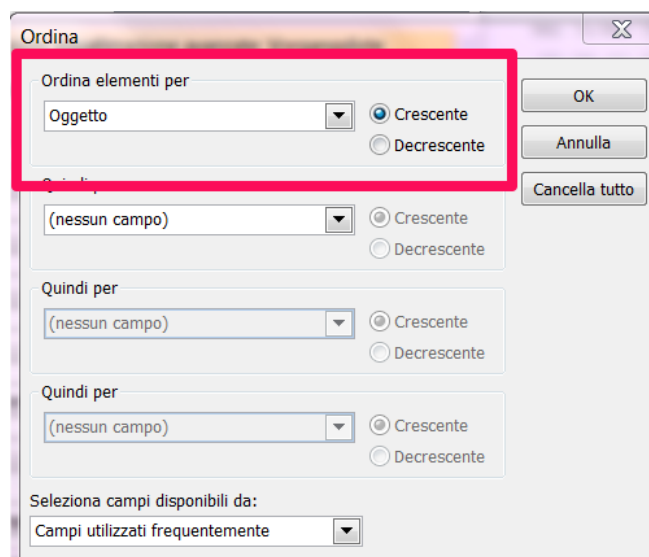 Ordina
Ordina elementi per
Oggetto
Crescente
Decrescente
OK
Annulla
Cancella tutto
(nessun campo)
Crescente
Decrescente
Quindi per
(nessun campo)
Crescente
Decrescente
Quindi per
(nessun campo)
Crescente
Decrescente
Seleziona campi disponibili da:
Campi utilizzati frequentemente